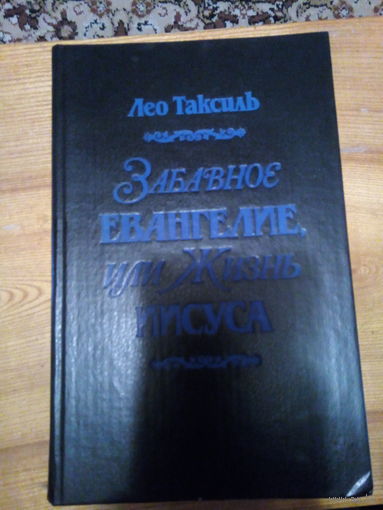 Лео Таксиль
Забавное
Евангелие,
или Жизнь
Иисуса